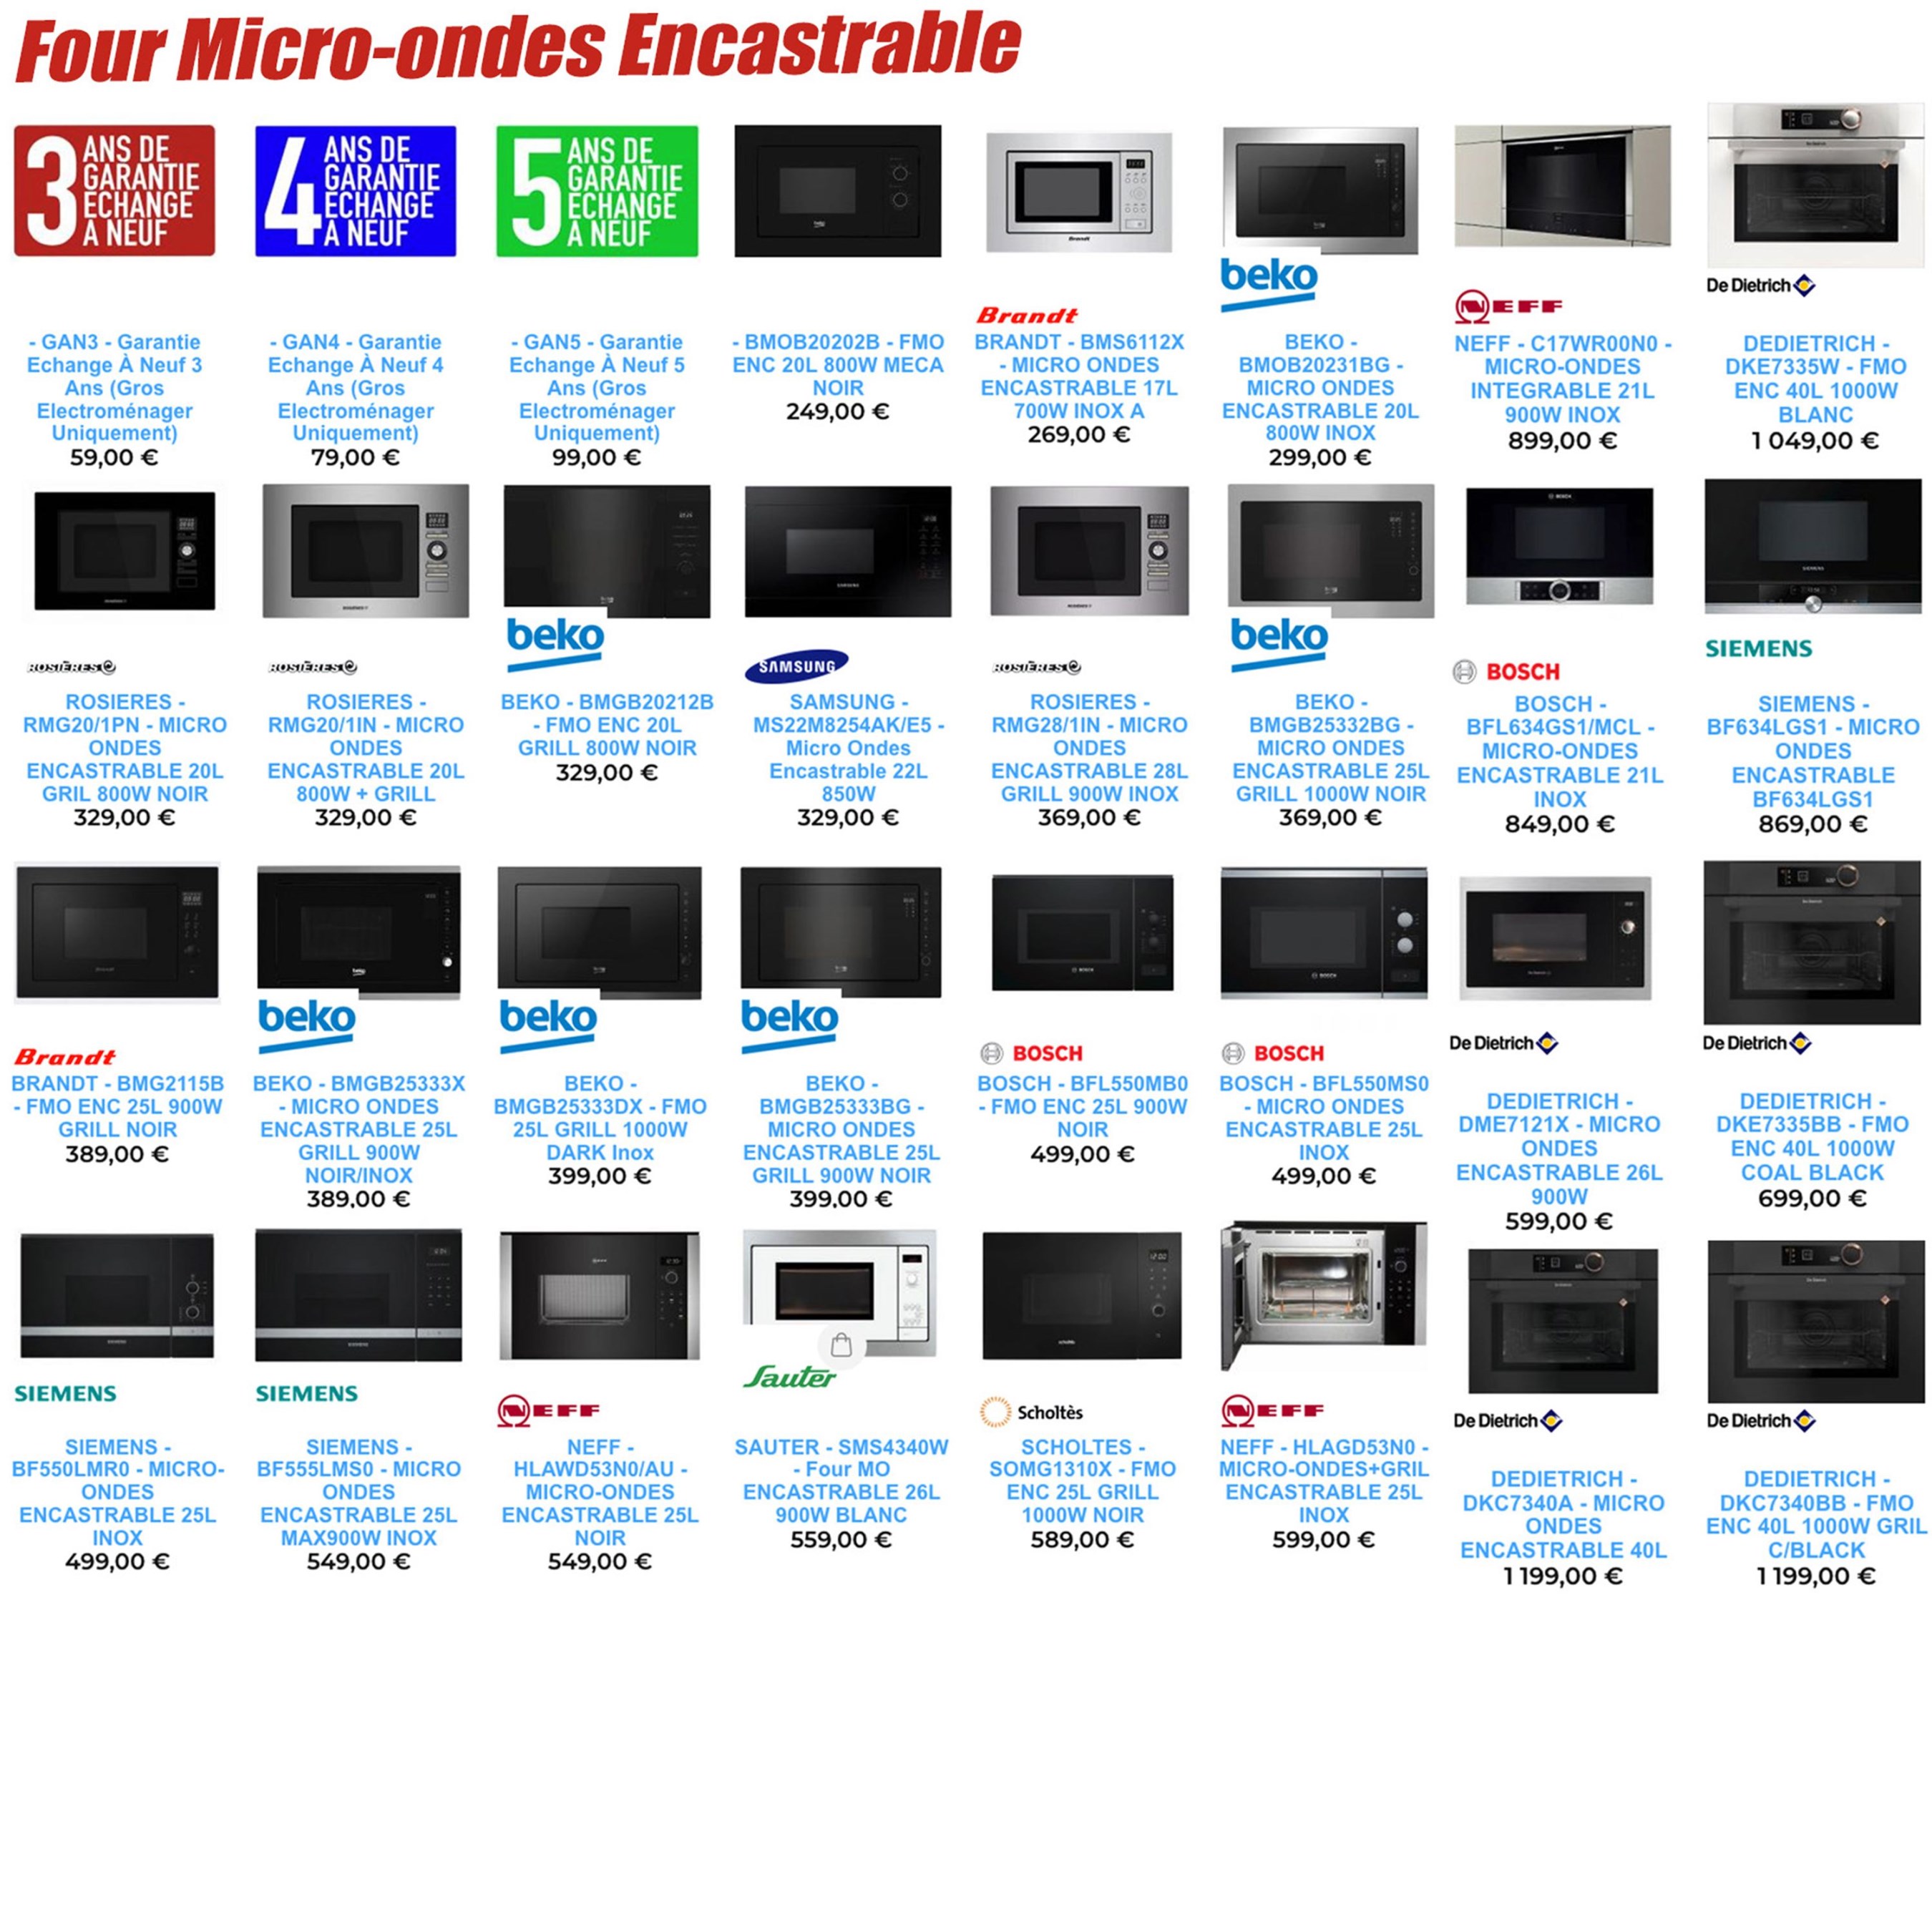 Four Micro-ondes Encastrable
3 ANS DE
GARANTIE
ECHANGE
A NEUF
4 ANS DE
GARANTIE
ECHANGE
A NEUF
5 ANS DE
GARANTIE
ECHANGE
A NEUF
- GAN3 - Garantie
Echange À Neuf 3
Ans (Gros
Electroménager
Uniquement)
59,00 €
- GAN4 - Garantie
Echange À Neuf 4
Ans (Gros
Electroménager
Uniquement)
79,00 €
- GAN5 - Garantie
Echange À Neuf 5
Ans (Gros
Electroménager
Uniquement)
99,00 €
beko
- BMOB20202B - FMO
ENC 20L 800W MECA
NOIR
249,00 €
Brandt
Brandt
BRANDT - BMS6112X
- MICRO ONDES
ENCASTRABLE 17L
700W INOX A
269,00 €
beko
BEKO -
BMOB20231BG -
MICRO ONDES
ENCASTRABLE 20L
800W INOX
299,00 €
NEFF
NEFF - C17WR00N0 -
MICRO-ONDES
INTEGRABLE 21L
900W INOX
899,00 €
De Dietrich
DEDIETRICH -
DKE7335W - FMO
ENC 40L 1000W
BLANC
1 049,00 €
ROSIERES
ROSIERES -
RMG20/1PN - MICRO
ONDES
ENCASTRABLE 20L
GRIL 800W NOIR
329,00 €
ROSIERES
ROSIERES -
RMG20/1IN - MICRO
ONDES
ENCASTRABLE 20L
800W + GRILL
329,00 €
beko
BEKO - BMGB20212B
- FMO ENC 20L
GRILL 800W NOIR
329,00 €
SAMSUNG
SAMSUNG
SAMSUNG -
MS22M8254AK/E5 -
Micro Ondes
Encastrable 22L
850W
329,00 €
ROSIERES
ROSIERES -
RMG28/1IN - MICRO
ONDES
ENCASTRABLE 28L
GRILL 900W INOX
369,00 €
beko
BEKO -
BMGB25332BG -
MICRO ONDES
ENCASTRABLE 25L
GRILL 1000W NOIR
369,00 €
BOSCH
BOSCH
BOSCH -
BFL634GS1/MCL -
MICRO-ONDES
ENCASTRABLE 21L
INOX
849,00 €
SIEMENS
SIEMENS
SIEMENS -
BF634LGS1 - MICRO
ONDES
ENCASTRABLE
BF634LGS1
869,00 €
Brandt
BRANDT - BMG2115B
- FMO ENC 25L 900W
GRILL NOIR
389,00 €
beko
beko
BEKO - BMGB25333X
- MICRO ONDES
ENCASTRABLE 25L
GRILL 900W
NOIR/INOX
389,00 €
beko
BEKO -
BMGB25333DX - FMO
25L GRILL 1000W
DARK Inox
399,00 €
beko
BEKO -
BMGB25333BG -
MICRO ONDES
ENCASTRABLE 25L
GRILL 900W NOIR
399,00 €
BOSCH
BOSCH
BOSCH - BFL550MB0
- FMO ENC 25L 900W
NOIR
499,00 €
BOSCH
BOSCH
BOSCH - BFL550MS0
- MICRO ONDES
ENCASTRABLE 25L
INOX
499,00 €
De Dietrich
DEDIETRICH -
DME7121X - MICRO
ONDES
ENCASTRABLE 26L
900W
599,00 €
De Dietrich
DEDIETRICH -
DKE7335BB - FMO
ENC 40L 1000W
COAL BLACK
699,00 €
SIEMENS
SIEMENS -
BF550LMR0 - MICRO-
ONDES
ENCASTRABLE 25L
INOX
499,00 €
SIEMENS
SIEMENS -
BF555LMS0 - MICRO
ONDES
ENCASTRABLE 25L
MAX900W INOX
549,00 €
NEFF
NEFF -
HLAWD53N0/AU -
MICRO-ONDES
ENCASTRABLE 25L
NOIR
549,00 €
Sauter
SAUTER - SMS4340W
- Four MO
ENCASTRABLE 26L
900W BLANC
559,00 €
12:00
Scholtès
SCHOLTES -
SOMG1310X - FMO
ENC 25L GRILL
1000W NOIR
589,00 €
NEFF
NEFF - HLAGD53N0 -
MICRO-ONDES+GRIL
ENCASTRABLE 25L
INOX
599,00 €
De Dietrich
DEDIETRICH -
DKC7340A - MICRO
ONDES
ENCASTRABLE 40L
1 199,00 €
De Dietrich
DEDIETRICH -
DKC7340BB - FMO
ENC 40L 1000W GRIL
C/BLACK
1 199,00 €